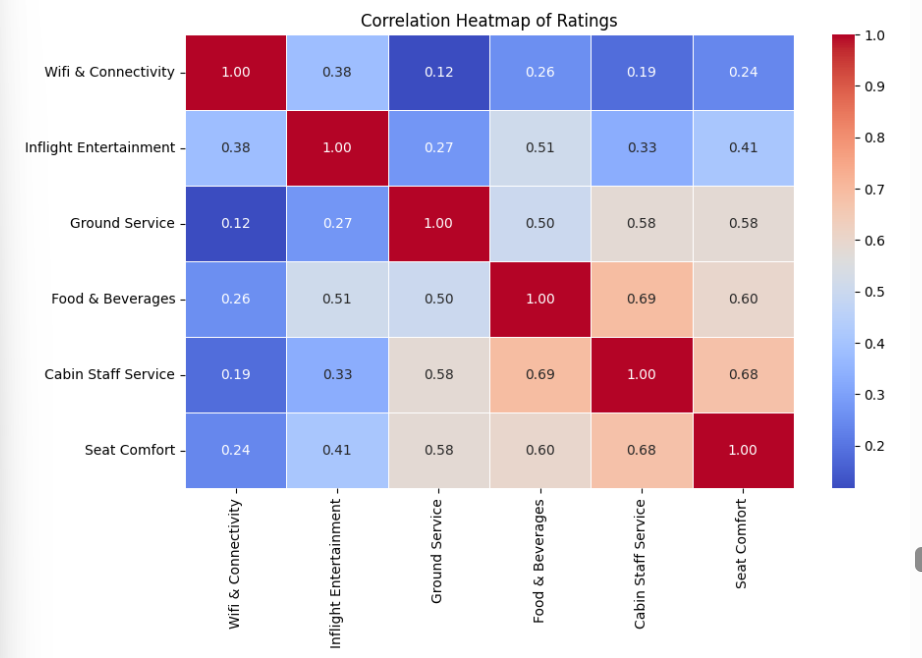 Correlation Heatmap of Ratings
Wifi & Connectivity 1.00 0.38 0.12 0.26 0.19 0.24
Inflight Entertainment 0.38 1.00 0.27 0.51 0.33 0.41
Ground Service 0.12 0.27 1.00 0.50 0.58 0.58
Food & Beverages 0.26 0.51 0.50 1.00 0.69 0.60
Cabin Staff Service 0.19 0.33 0.58 0.69 1.00 0.68
Seat Comfort 0.24 0.41 0.58 0.60 0.68 1.00
Wifi & Connectivity
Inflight Entertainment
Ground Service
Food & Beverages
Cabin Staff Service
Seat Comfort
1.0
0.9
0.8
0.7
0.6
0.5
0.4
0.3
0.2